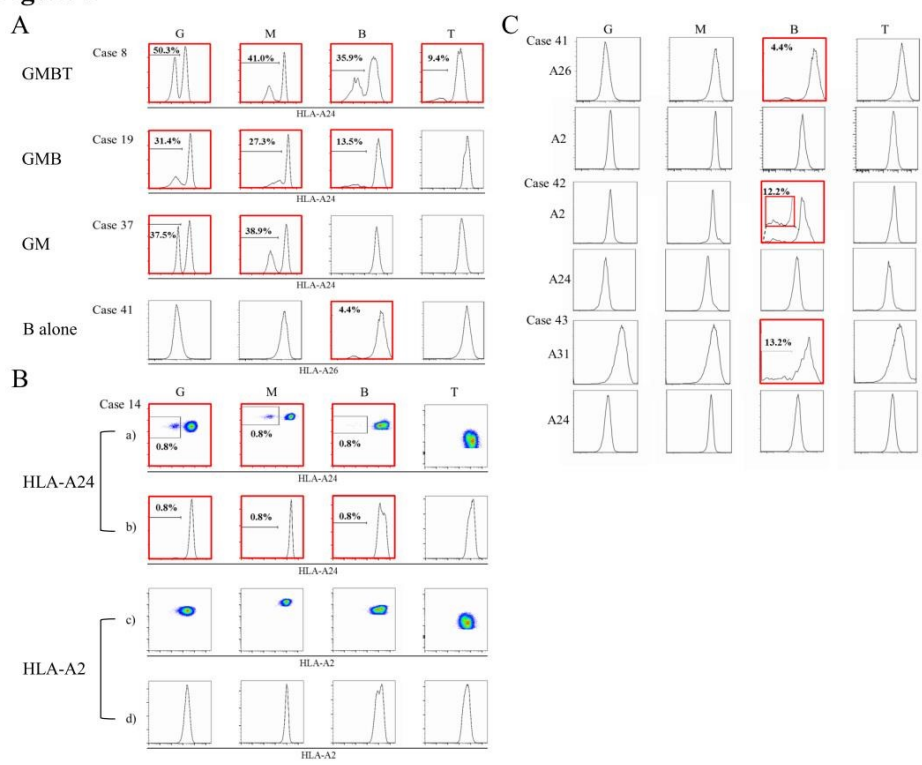 A
G M B T
Case 8
GMBT
50.3% 41.0% 35.9% 9.4%
HLA-A24
Case 19
GMB
31.4% 27.3% 13.5%
HLA-A24
Case 37
GM
37.5% 38.9%
HLA-A24
Case 41
B alone
4.4%
HLA-A26
B
G M B T
Case 14
HLA-A24
a)
0.8% 0.8% 0.8%
HLA-A24
b)
0.8% 0.8% 0.8%
HLA-A24
HLA-A2
c)
HLA-A2
d)
HLA-A2
C
G M B T
Case 41
A26
4.4%
A2
Case 42
A2
12.2%
A24
Case 43
A31
13.2%
A24